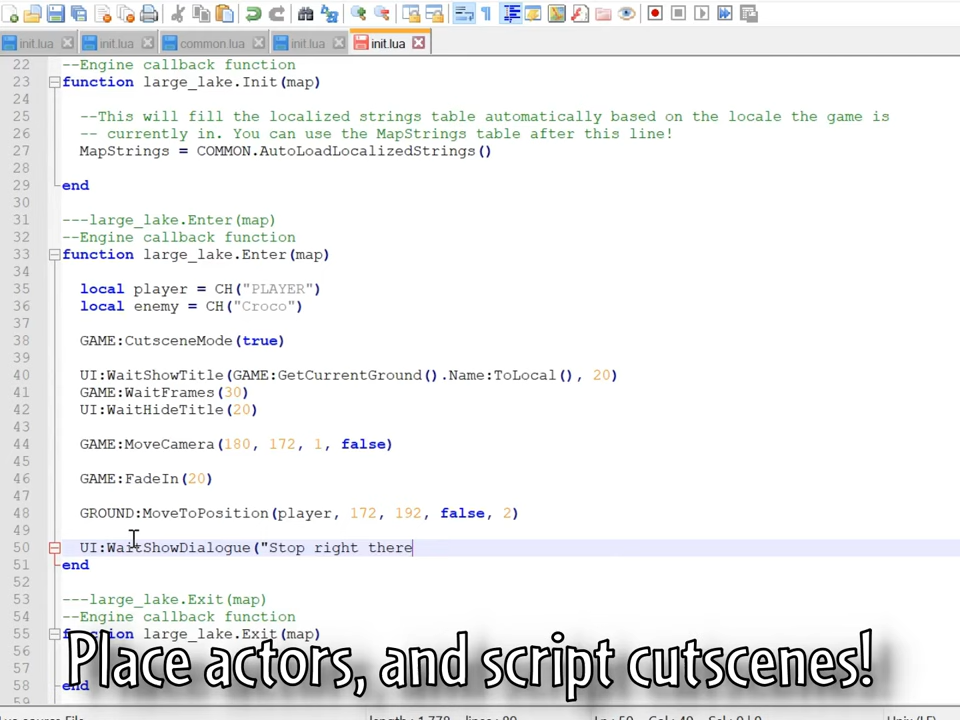 init.lua init.lua common.lua init.lua init.lua
22 --Engine callback function
23 function large_lake.Init(map)
24
25 --This will fill the localized strings table automatically based on the locale the game is
26 -- currently in. You can use the MapStrings table after this line!
27 MapStrings = COMMON.AutoLoadLocalizedStrings()
28
29 end
30
31 ---large_lake.Enter(map)
32 --Engine callback function
33 function large_lake.Enter(map)
34
35 local player = CH("PLAYER")
36 local enemy = CH("Croco")
37
38 GAME:CutsceneMode(true)
39
40 UI:WaitShowTitle(GAME:GetCurrentGround().Name:ToLocal(), 20)
41 GAME:WaitFrames(30)
42 UI:WaitHideTitle(20)
43
44 GAME:MoveCamera(180, 172, 1, false)
45
46 GAME:FadeIn(20)
47
48 GROUND:MoveToPosition(player, 172, 192, false, 2)
49
50 UI:WaitShowDialogue("Stop right there
51 end
52
53 ---large_lake.Exit(map)
54 --Engine callback function
55 function large_lake.Exit(map)
56
57
58 end
59
Place actors, and script cutscenes!